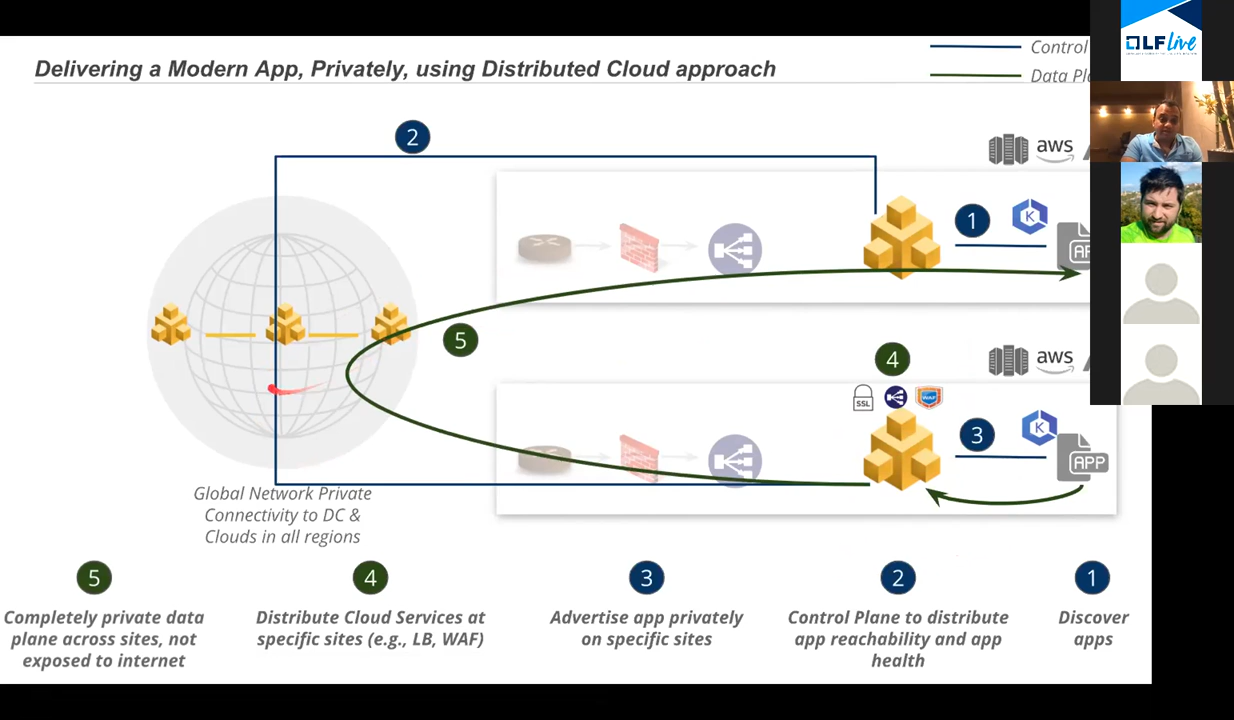 Delivering a Modern App, Privately, using Distributed Cloud approach
Control
Data
LF Live
2
aws
1
K
5
4
aws
SSL
WAF
3
K
APP
Global Network Private
Connectivity to DC &
Clouds in all regions
5
Completely private data
plane across sites, not
exposed to internet
4
Distribute Cloud Services at
specific sites (e.g., LB, WAF)
3
Advertise app privately
on specific sites
2
Control Plane to distribute
app reachability and app
health
1
Discover
apps